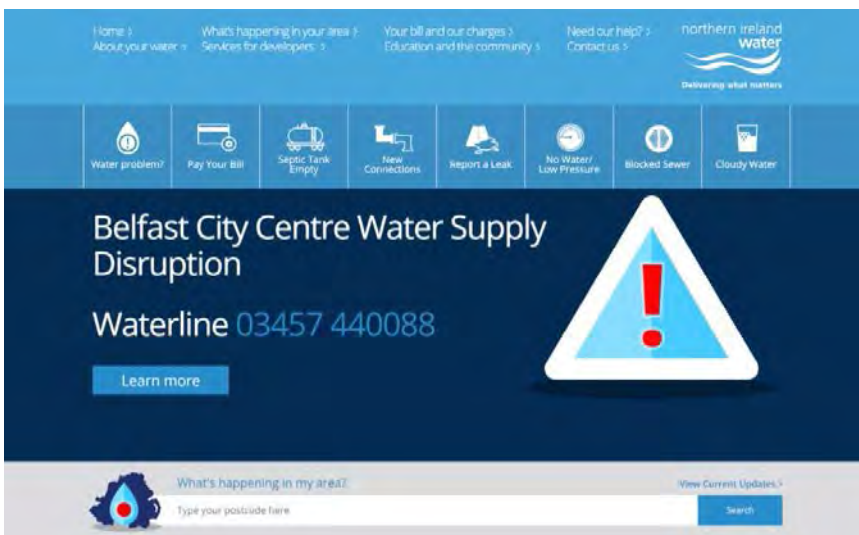 Home >
What's happening in your area >
Your bill and our charges >
Need our help? >
About your water >
Services for developers >
Education and the community >
Contact us >
northern ireland
water
Delivering what matters
Water problem?
Pay Your Bill
Septic Tank
Empty
New
Connections
Report a Leak
No Water/
Low Pressure
Blocked Sewer
Cloudy Water
Belfast City Centre Water Supply
Disruption
!
Waterline 03457 440088
Learn more
What's happening in my area?
View Current Updates >
Type your postcode here
Search